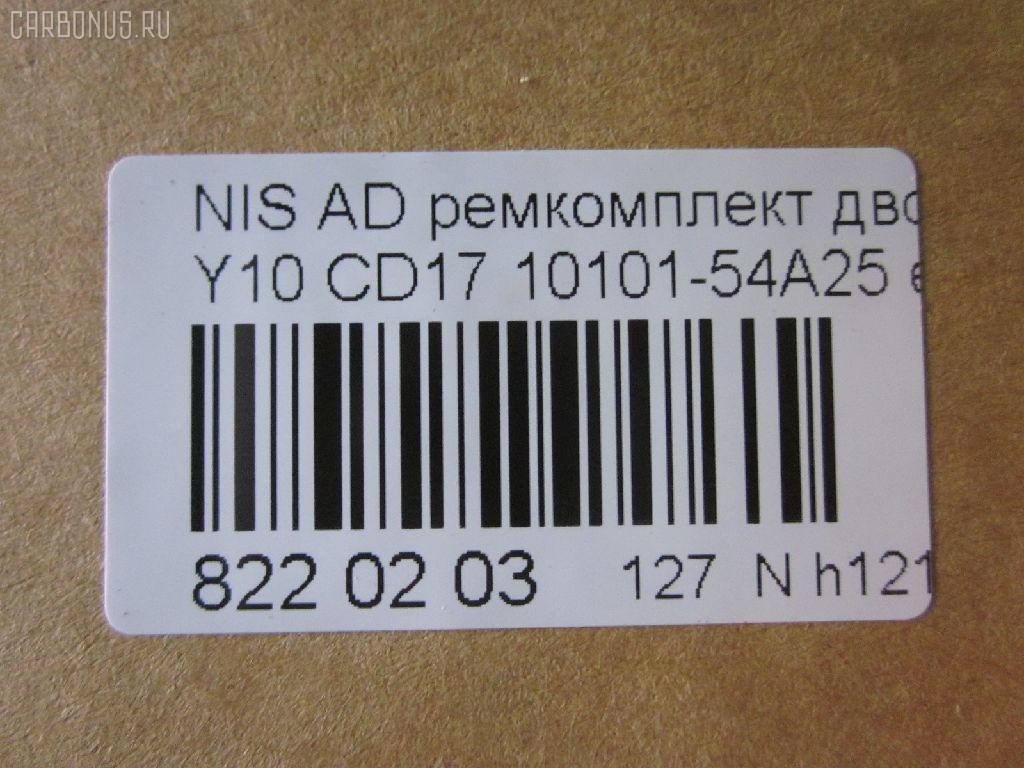 CARBONUS.RU
NIS AD ремкомплект дво
Y10 CD17 10101-54A25
822 02 03 127 N h121